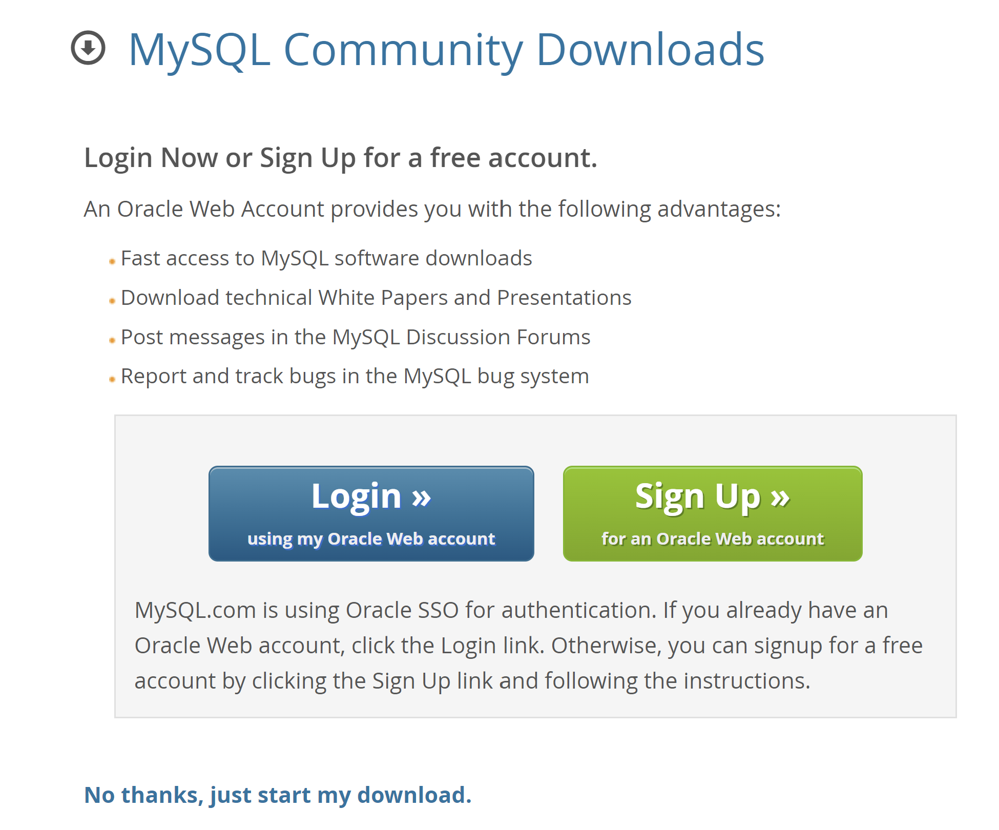 MySQL Community Downloads
Login Now or Sign Up for a free account.
An Oracle Web Account provides you with the following advantages:
Fast access to MySQL software downloads
Download technical White Papers and Presentations
Post messages in the MySQL Discussion Forums
Report and track bugs in the MySQL bug system
Login »
using my Oracle Web account
Sign Up »
for an Oracle Web account
MySQL.com is using Oracle SSO for authentication. If you already have an
Oracle Web account, click the Login link. Otherwise, you can signup for a free
account by clicking the Sign Up link and following the instructions.
No thanks, just start my download.